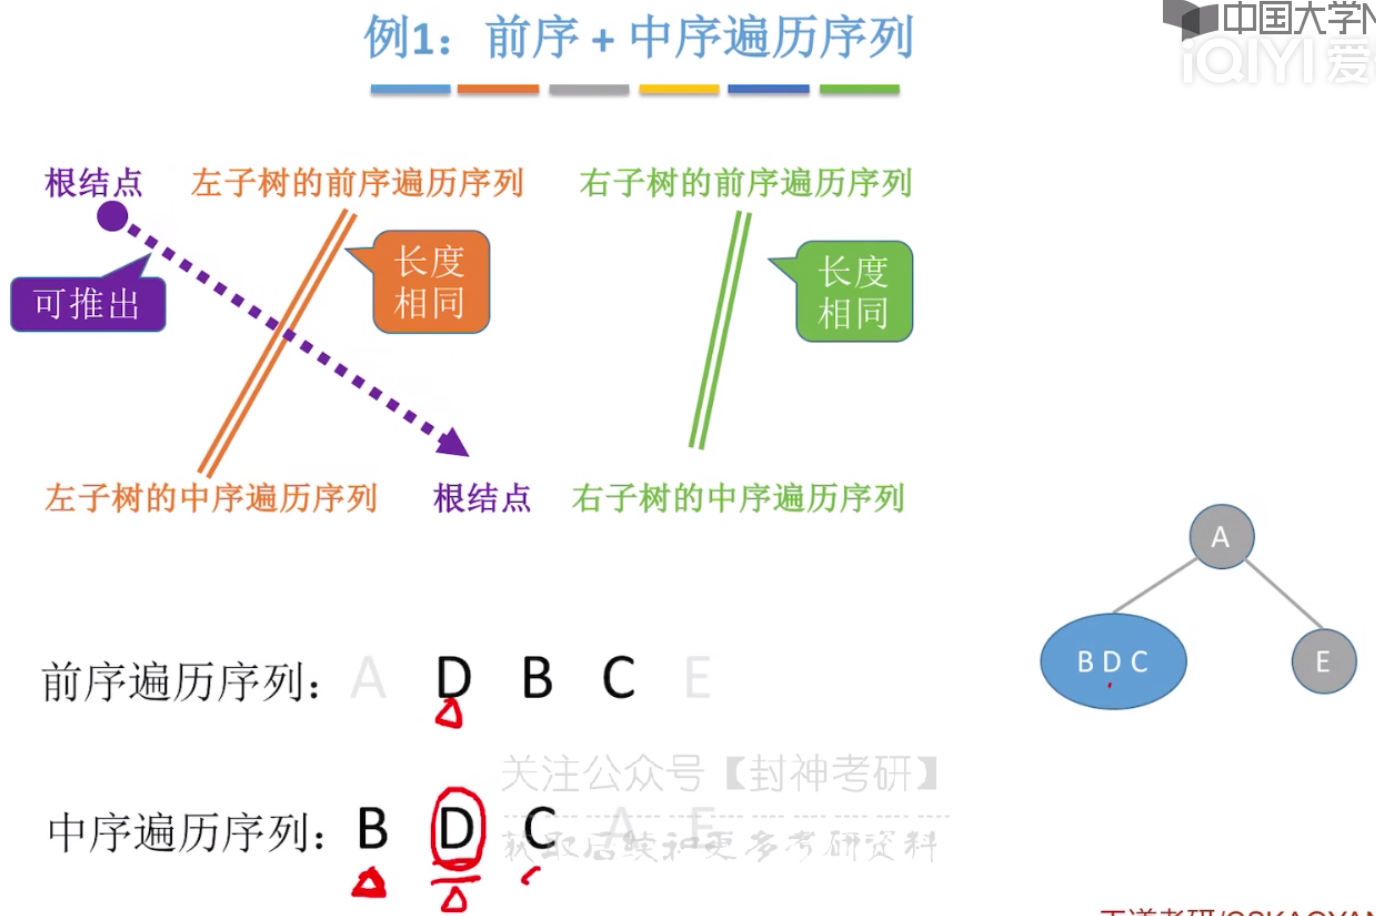 中国大学M
iQIYI 爱
例1：前序 + 中序遍历序列
根结点 左子树的前序遍历序列 右子树的前序遍历序列
可推出
长度
相同
长度
相同
左子树的中序遍历序列 根结点 右子树的中序遍历序列
A
B D C
E
前序遍历序列：A D B C E
关注公众号【封神考研】
中序遍历序列：B D C A E
获取后续和更多考研资料